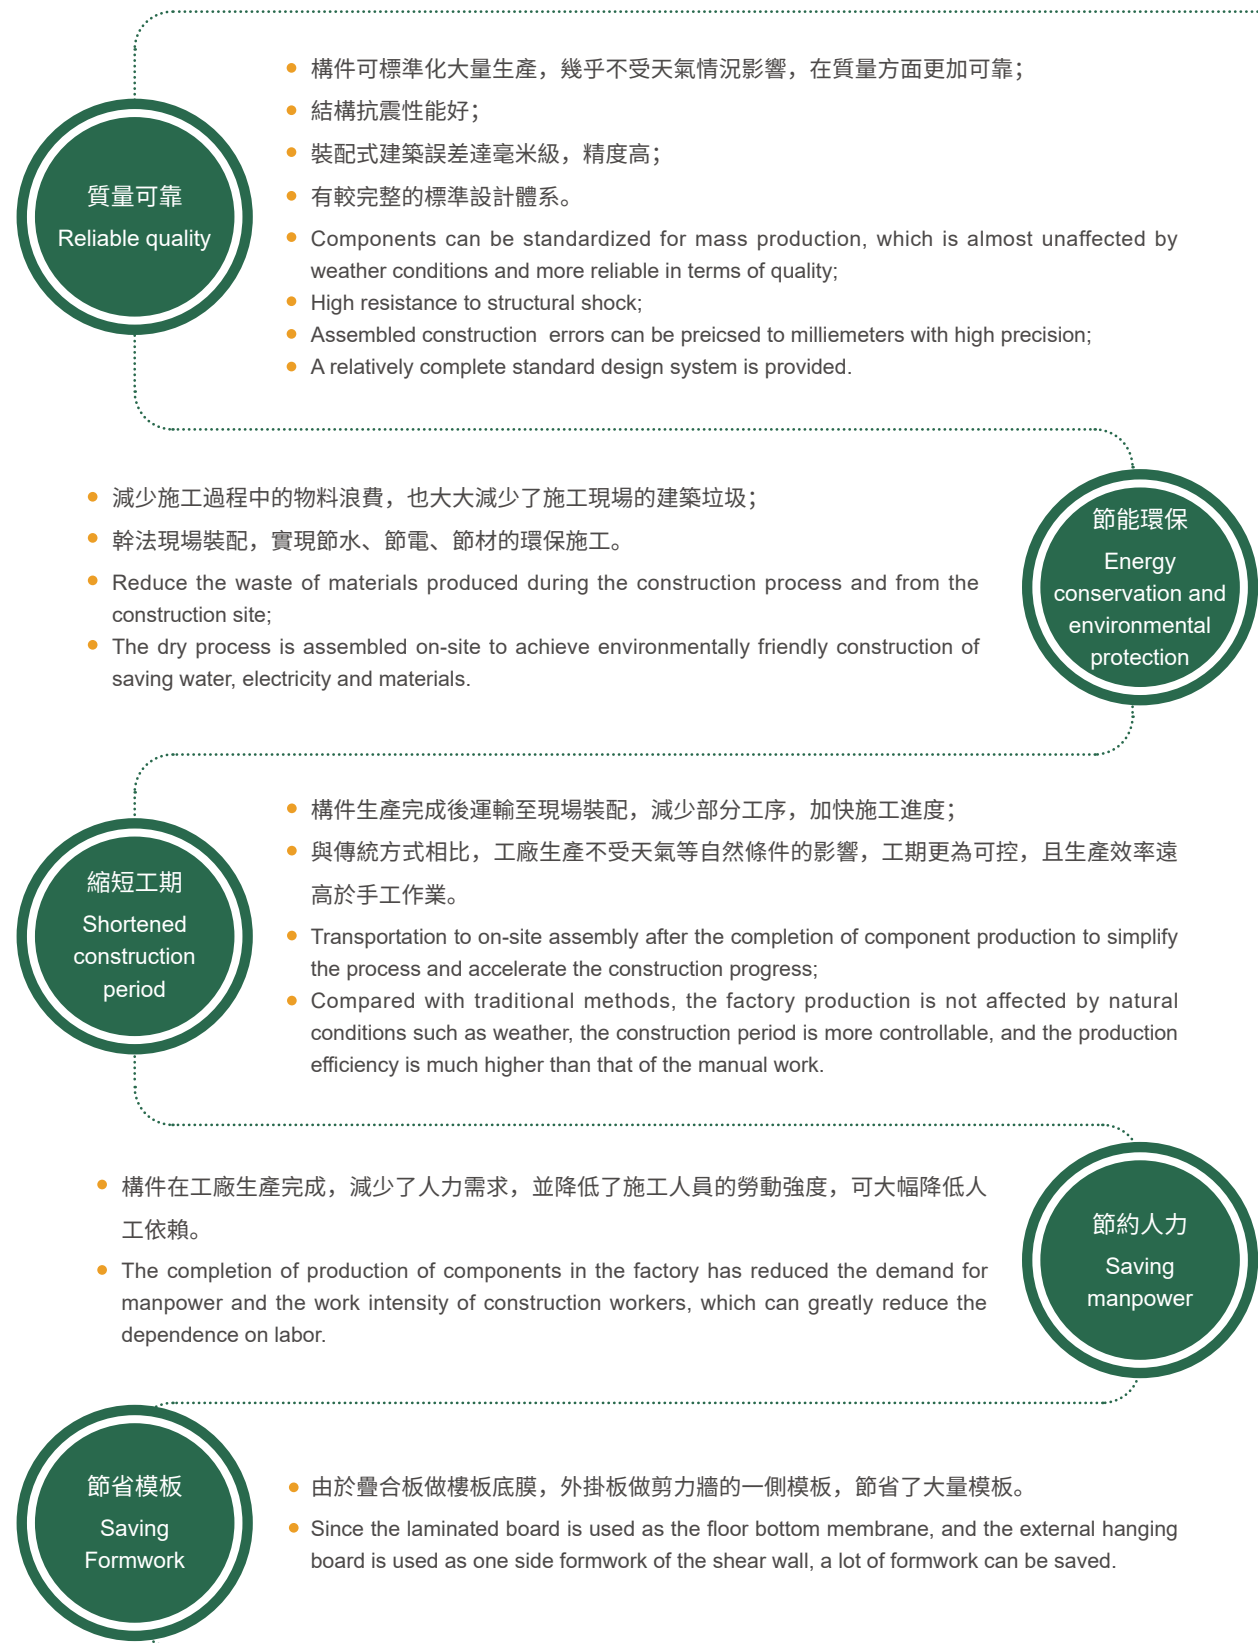 質量可靠
Reliable quality
構件可標準化大量生產，幾乎不受天氣情況影響，在質量方面更加可靠；
結構抗震性能好；
裝配式建築誤差達毫米級，精度高；
有較完整的標準設計體系。
Components can be standardized for mass production, which is almost unaffected by
weather conditions and more reliable in terms of quality;
High resistance to structural shock;
Assembled construction  errors can be preicsed to milliemeters with high precision;
A relatively complete standard design system is provided.
減少施工過程中的物料浪費，也大大減少了施工現場的建築垃圾；
幹法現場裝配，實現節水、節電、節材的環保施工。
Reduce the waste of materials produced during the construction process and from the
construction site;
The dry process is assembled on-site to achieve environmentally friendly construction of
saving water, electricity and materials.
節能環保
Energy
conservation and
environmental
protection
縮短工期
Shortened
construction
period
構件生產完成後運輸至現場裝配，減少部分工序，加快施工進度；
與傳統方式相比，工廠生產不受天氣等自然條件的影響，工期更為可控，且生產效率遠
高於手工作業。
Transportation to on-site assembly after the completion of component production to simplify
the process and accelerate the construction progress;
Compared with traditional methods, the factory production is not affected by natural
conditions such as weather, the construction period is more controllable, and the production
efficiency is much higher than that of the manual work.
構件在工廠生產完成，減少了人力需求，並降低了施工人員的勞動強度，可大幅降低人
工依賴。
The completion of production of components in the factory has reduced the demand for
manpower and the work intensity of construction workers, which can greatly reduce the
dependence on labor.
節約人力
Saving
manpower
節省模板
Saving
Formwork
由於疊合板做樓板底膜，外掛板做剪力牆的一側模板，節省了大量模板。
Since the laminated board is used as the floor bottom membrane, and the external hanging
board is used as one side formwork of the shear wall, a lot of formwork can be saved.